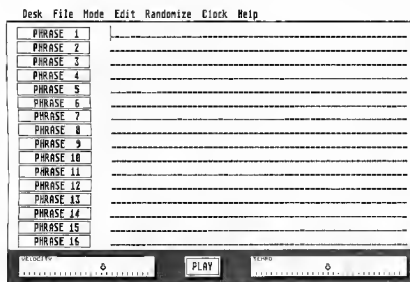 Desk File Mode Edit Randomize Clock Help
PHRASE 1
PHRASE 2
PHRASE 3
PHRASE 4
PHRASE 5
PHRASE 6
PHRASE 7
PHRASE 8
PHRASE 9
PHRASE 10
PHRASE 11
PHRASE 12
PHRASE 13
PHRASE 14
PHRASE 15
PHRASE 16
VELOCITY PLAY TEMPO